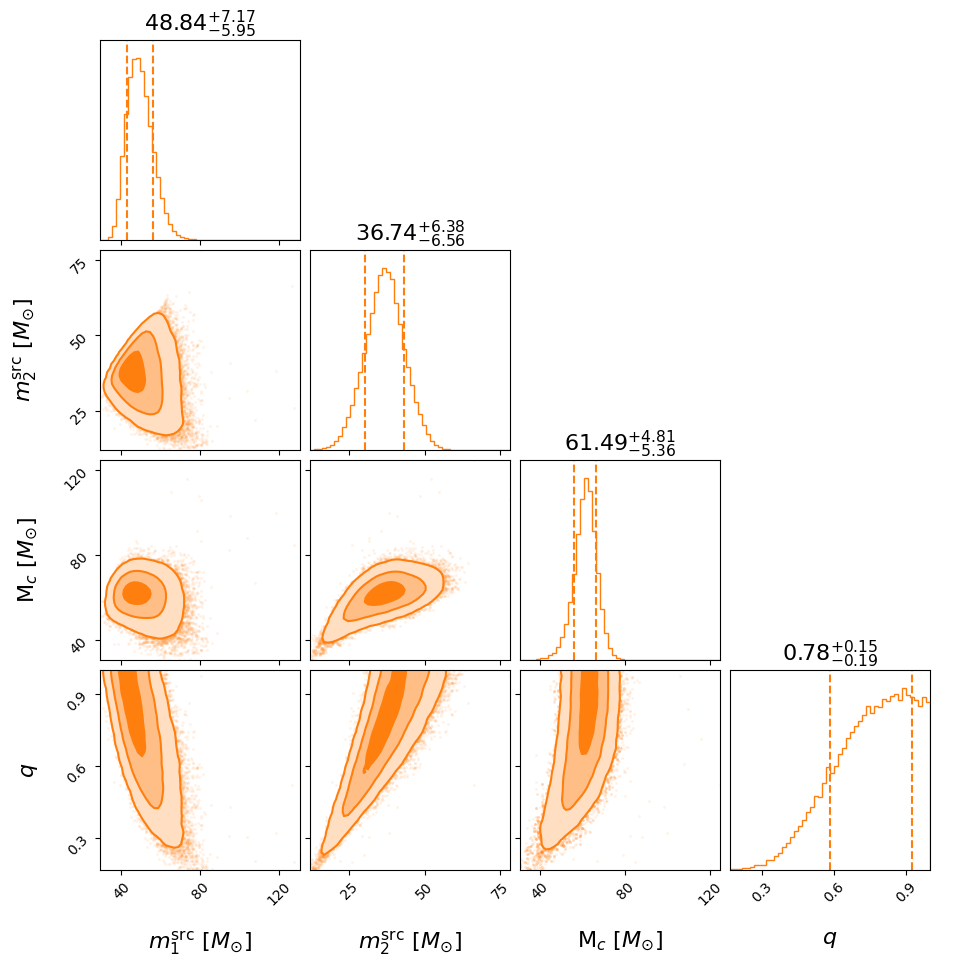 48.84+7.17−5.95
75
50
25
m2src [M⊙]
36.74+6.38−6.56
120
80
40
Mc [M⊙]
61.49+4.81−5.36
0.9
0.6
0.3
q
0.78+0.15−0.19
40 80 120 25 50 75 40 80 120 0.3 0.6 0.9
m1src [M⊙] m2src [M⊙] Mc [M⊙] q